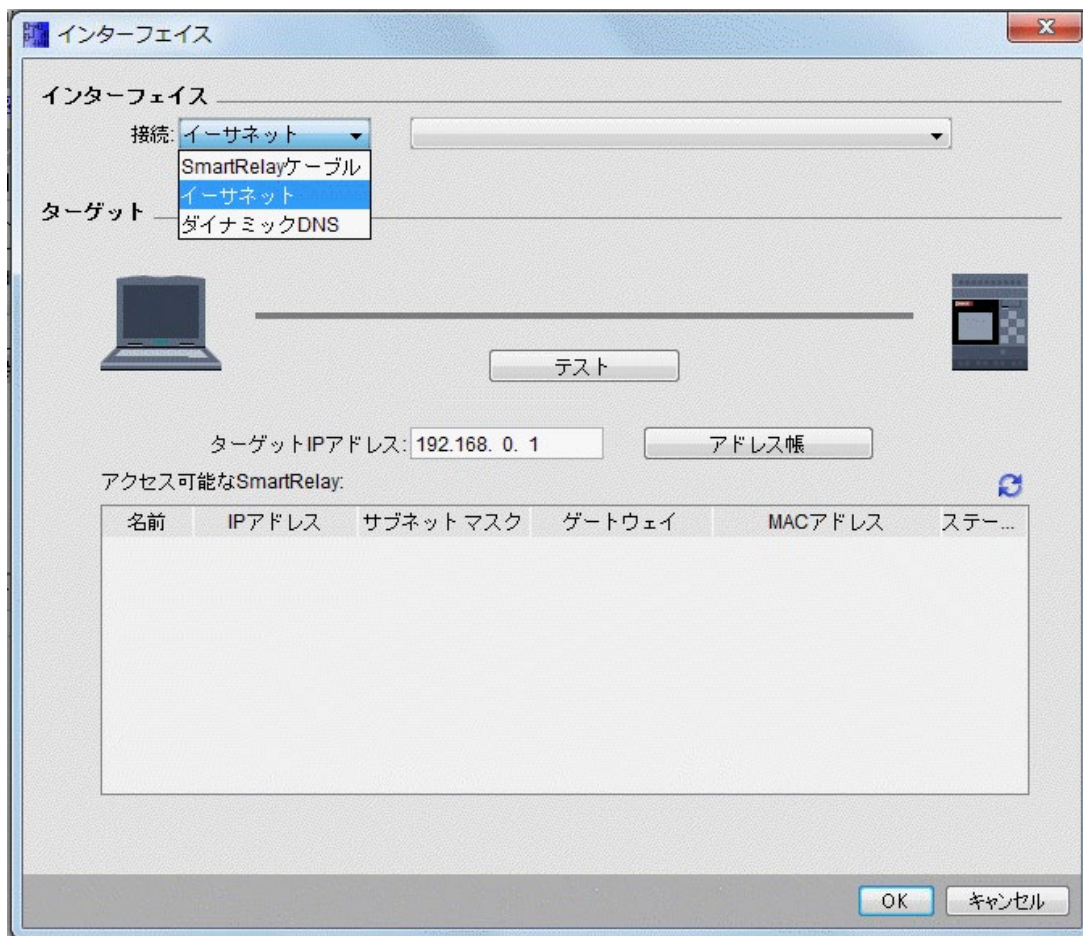 インターフェイス
インターフェイス
接続: イーサネット
SmartRelayケーブル
イーサネット
ダイナミックDNS
ターゲット
テスト
ターゲットIPアドレス: 192.168. 0. 1 アドレス帳
アクセス可能なSmartRelay:
名前 IPアドレス サブネット マスク ゲートウェイ MACアドレス ステー...
OK キャンセル